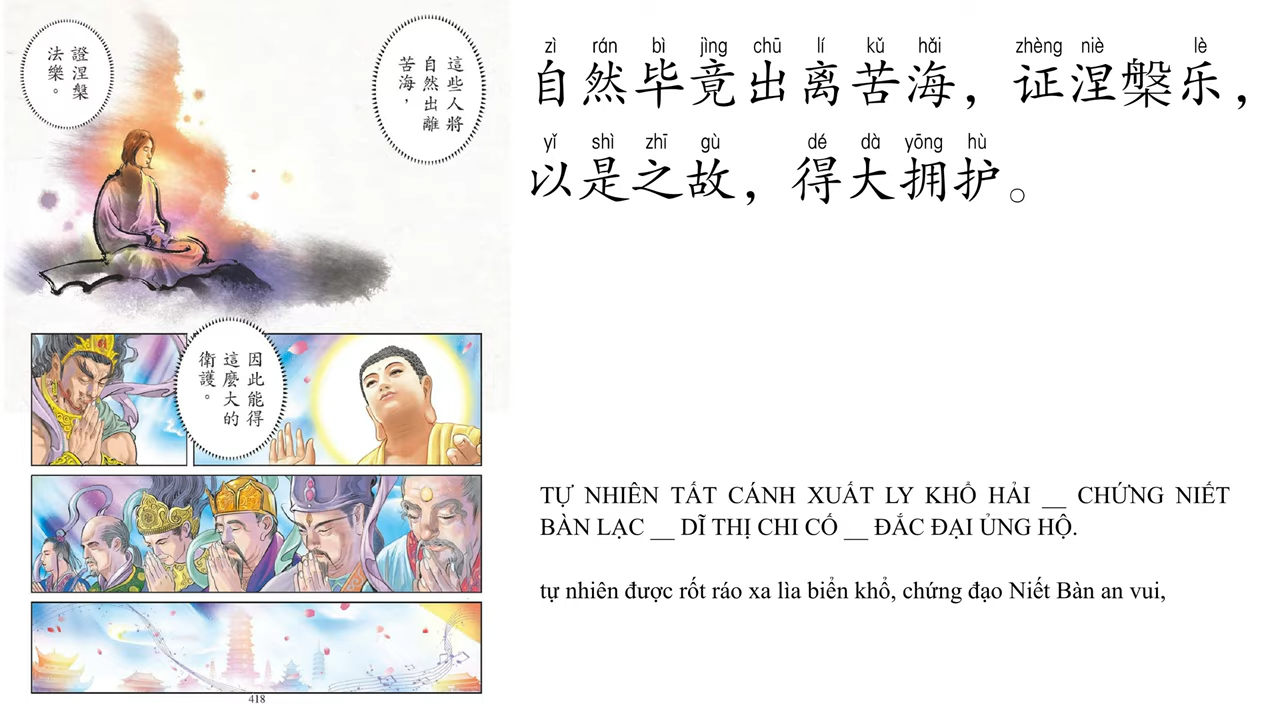 這些人將
自然出離
苦海，
證涅槃
法樂。
因此能得
這麼大的
衛護。
418
zì rán bì jìng chū lí kǔ hǎi zhèng niè lè
自然毕竟出离苦海，证涅槃乐，
yǐ shì zhī gù dé dà yōng hù
以是之故，得大拥护。
TỰ NHIÊN TẤT CÁNH XUẤT LY KHỔ HẢI __ CHỨNG NIẾT
BÀN LẠC __ DĨ THỊ CHI CỐ __ ĐẮC ĐẠI ỦNG HỘ.
tự nhiên được rốt ráo xa lìa biển khổ, chứng đạo Niết Bàn an vui,